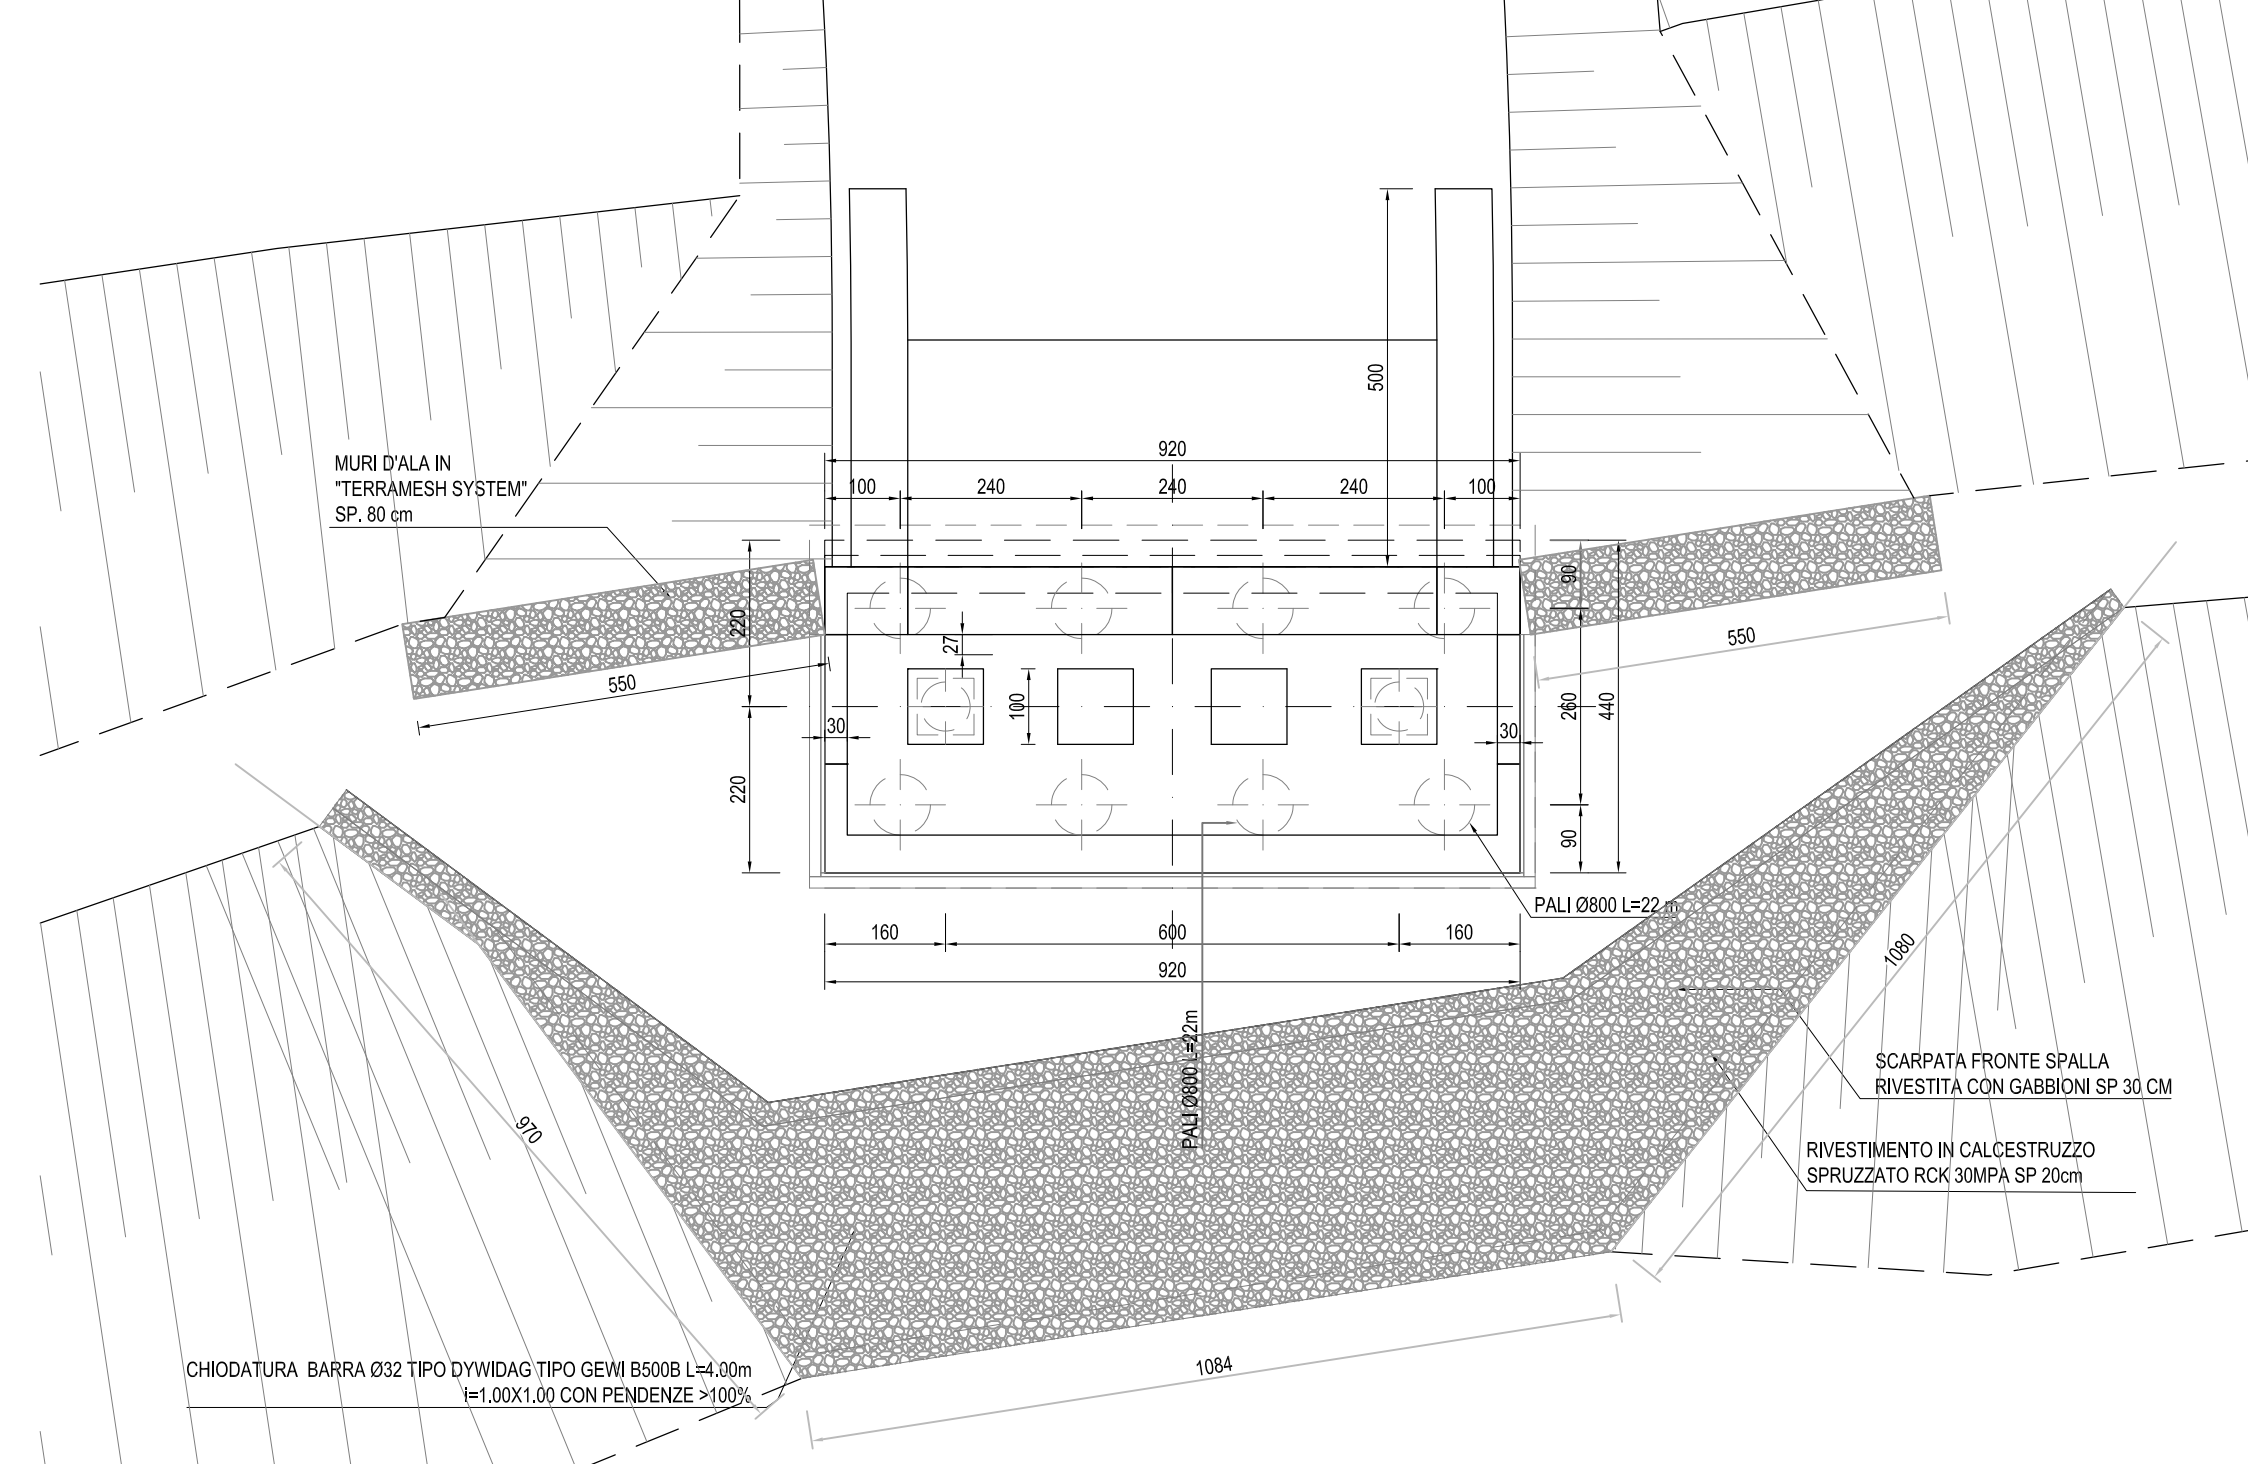 500
MURI D'ALA IN
"TERRAMESH SYSTEM"
SP. 80 cm
920
100
240
240
240
100
220
27
90
550
550
100
260
440
30
30
220
90
PALI Ø800 L=22 m
160
600
160
920
1080
PALI Ø800 L=22m
970
SCARPATA FRONTE SPALLA
RIVESTITA CON GABBIONI SP 30 CM
RIVESTIMENTO IN CALCESTRUZZO
SPRUZZATO RCK 30MPA SP 20cm
1084
CHIODATURA BARRA Ø32 TIPO DYWIDAG TIPO GEWI B500B L=4.00m
i=1.00X1.00 CON PENDENZE >100%